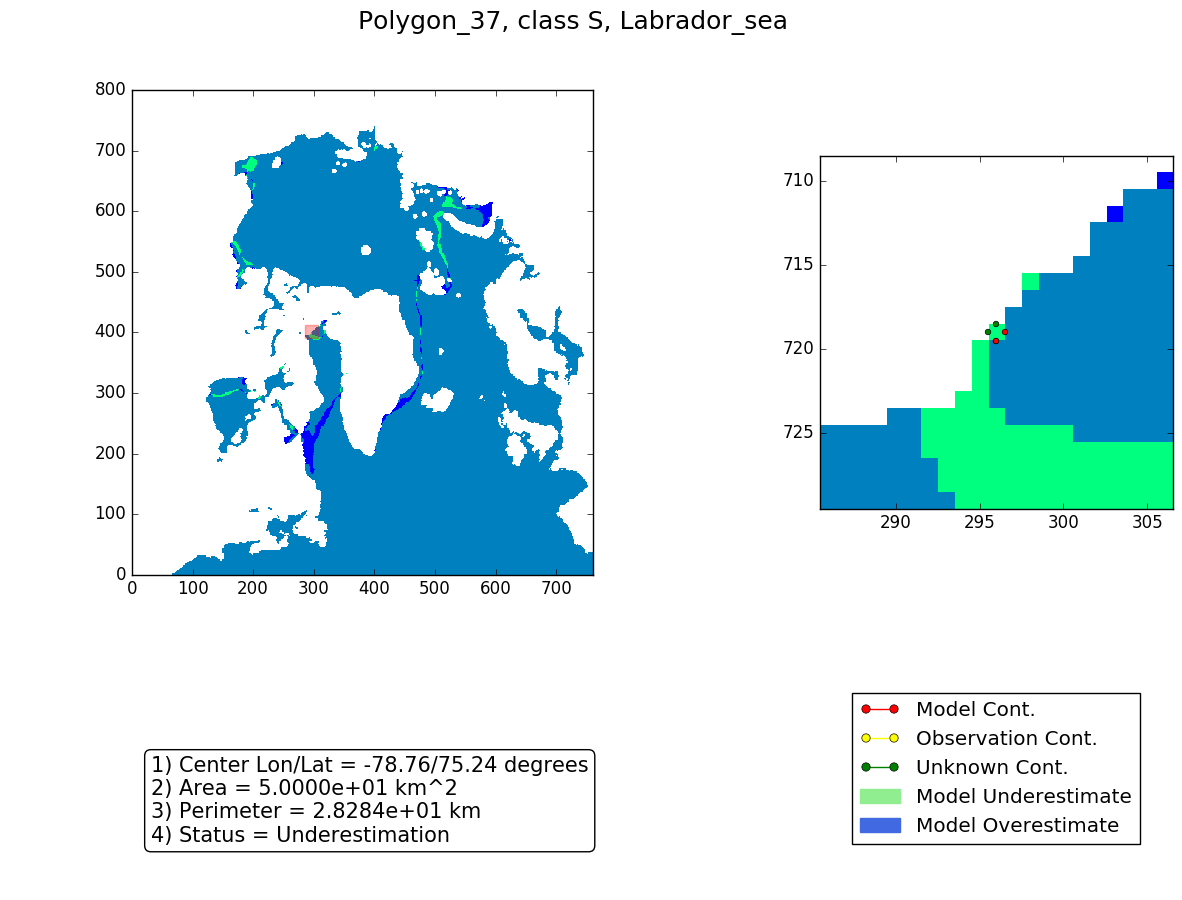 Polygon_37, class S, Labrador_sea
800
700
600
500
400
300
200
100
0
0 100 200 300 400 500 600 700
710
715
720
725
290 295 300 305
1) Center Lon/Lat = -78.76/75.24 degrees
2) Area = 5.0000e+01 km^2
3) Perimeter = 2.8284e+01 km
4) Status = Underestimation
Model Cont.
Observation Cont.
Unknown Cont.
Model Underestimate
Model Overestimate